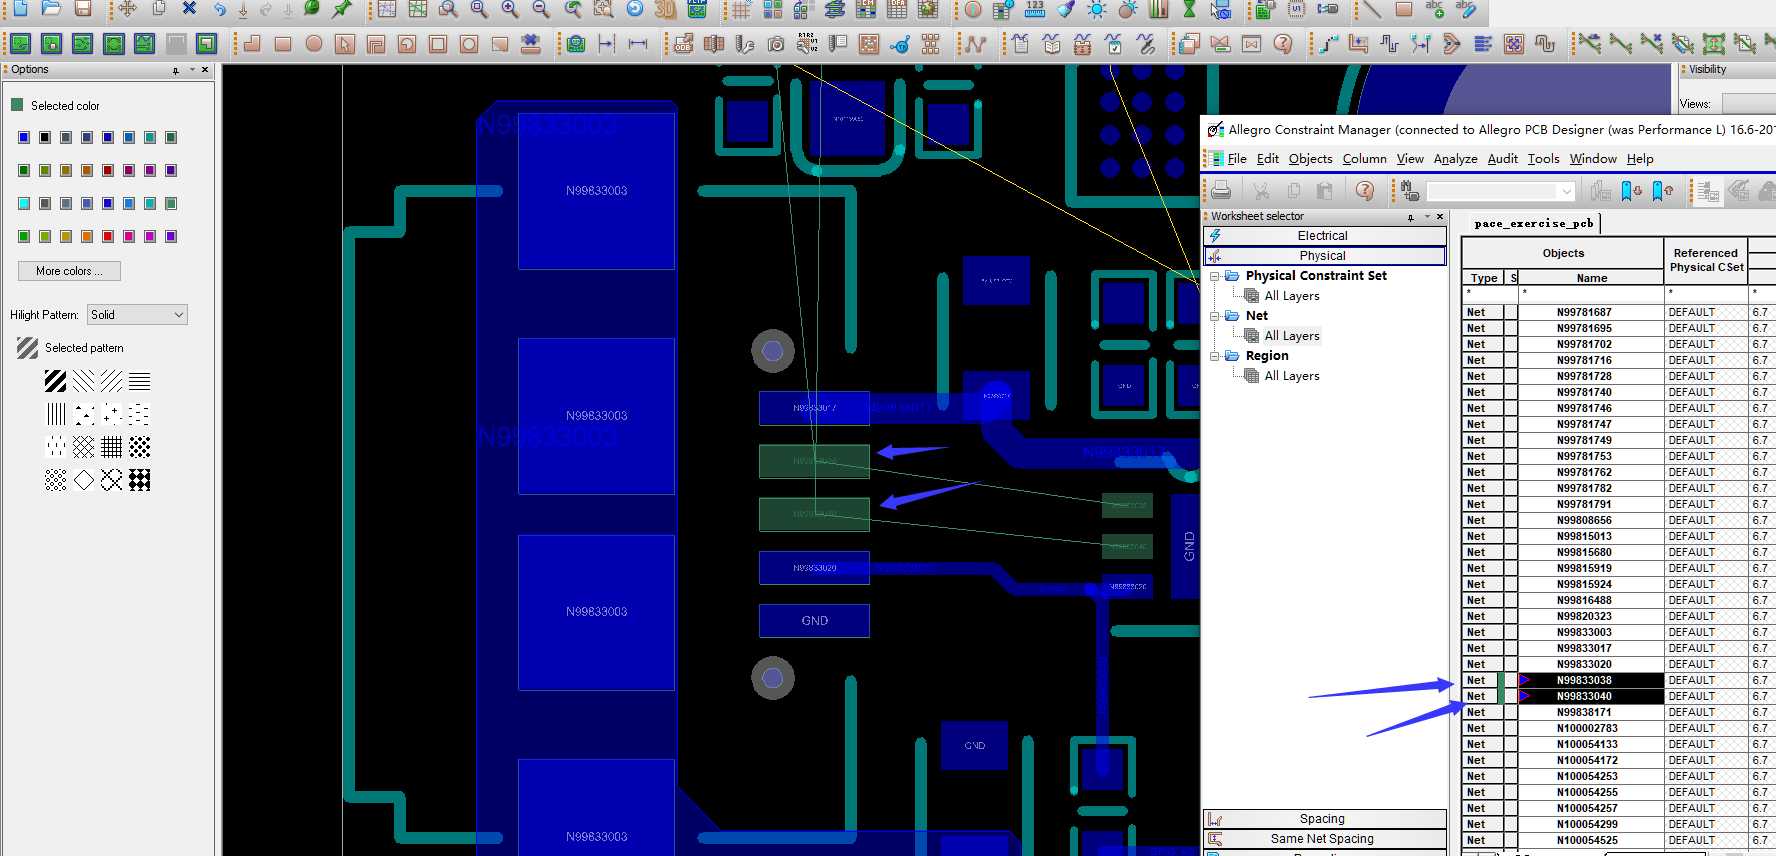 Options
Selected color
More colors ...
Hilight Pattern: Solid
Selected pattern
N99833003
N99833003
N99833003
N99833003
N99833003
N99833003
N99833017
N99833017
N99833017
N99833040
N99833020
GND
GND
GND
GND
Visibility
Views:
Allegro Constraint Manager (connected to Allegro PCB Designer (was Performance L) 16.6-201
File Edit Objects Column View Analyze Audit Tools Window Help
Worksheet selector
Electrical
Physical
Physical Constraint Set
All Layers
Net
All Layers
Region
All Layers
Spacing
Same Net Spacing
pace_exercise_pcb
Objects
Referenced
Physical CSet
Type S Name
* * * *
Net N99781687 DEFAULT 6.7
Net N99781695 DEFAULT 6.7
Net N99781702 DEFAULT 6.7
Net N99781716 DEFAULT 6.7
Net N99781728 DEFAULT 6.7
Net N99781740 DEFAULT 6.7
Net N99781746 DEFAULT 6.7
Net N99781747 DEFAULT 6.7
Net N99781749 DEFAULT 6.7
Net N99781753 DEFAULT 6.7
Net N99781762 DEFAULT 6.7
Net N99781782 DEFAULT 6.7
Net N99781791 DEFAULT 6.7
Net N99808656 DEFAULT 6.7
Net N99815013 DEFAULT 6.7
Net N99815680 DEFAULT 6.7
Net N99815919 DEFAULT 6.7
Net N99815924 DEFAULT 6.7
Net N99816488 DEFAULT 6.7
Net N99820323 DEFAULT 6.7
Net N99833003 DEFAULT 6.7
Net N99833017 DEFAULT 6.7
Net N99833020 DEFAULT 6.7
Net N99833038 DEFAULT 6.7
Net N99833040 DEFAULT 6.7
Net N99838171 DEFAULT 6.7
Net N100002783 DEFAULT 6.7
Net N100054133 DEFAULT 6.7
Net N100054172 DEFAULT 6.7
Net N100054253 DEFAULT 6.7
Net N100054255 DEFAULT 6.7
Net N100054257 DEFAULT 6.7
Net N100054299 DEFAULT 6.7
Net N100054525 DEFAULT 6.7